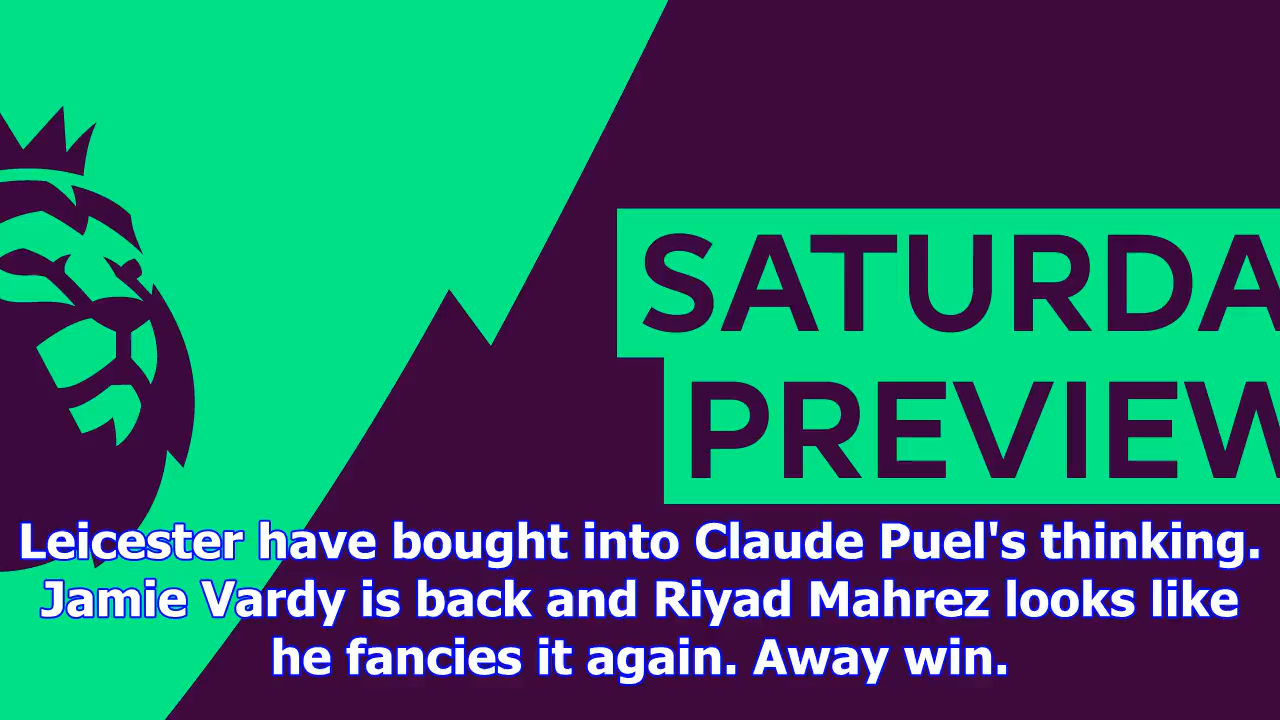 SATURDA
PREVIEW
Leicester have bought into Claude Puel's thinking.
Jamie Vardy is back and Riyad Mahrez looks like
he fancies it again. Away win.